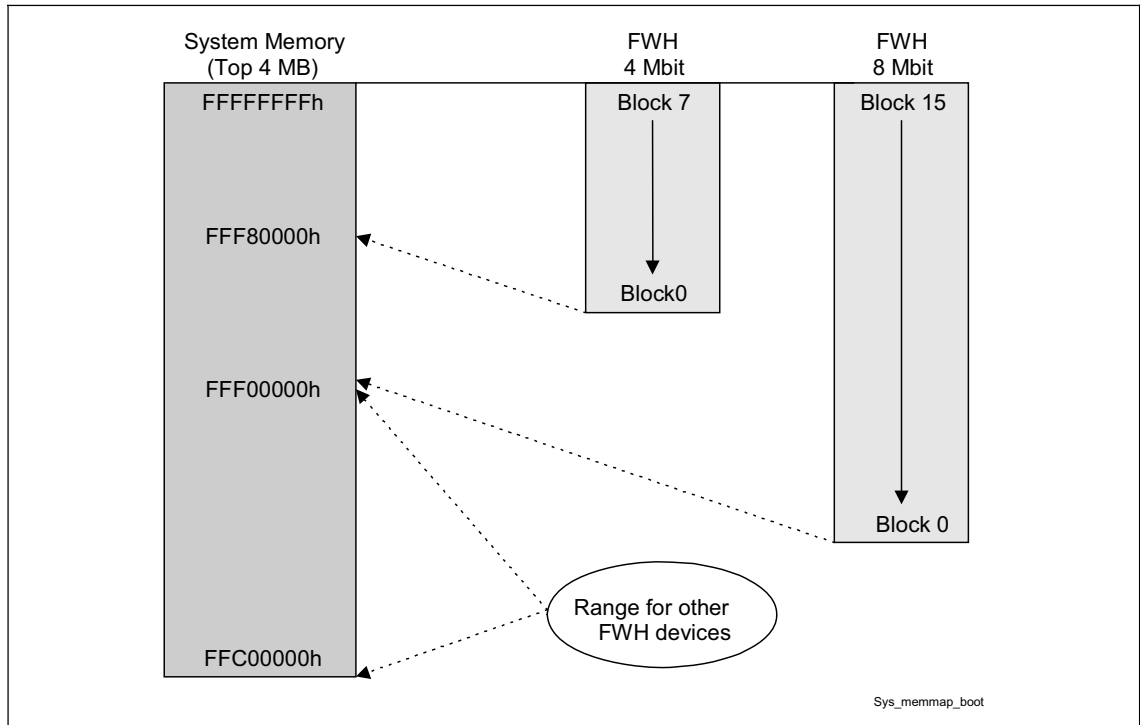 System Memory
(Top 4 MB)
FWH
4 Mbit
FWH
8 Mbit
FFFFFFFFh
Block 7
Block 15
FFF80000h
Block0
FFF00000h
Block 0
Range for other
FWH devices
FFC00000h
Sys_memmap_boot